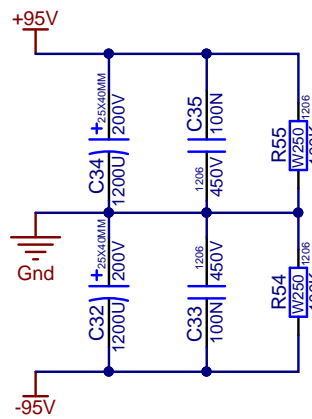 +95V
+
25X40MM
200V
C34
1200U
C35
100N
1206
450V
1206
R55
W250
Gnd
+
25X40MM
200V
C32
1200U
1206
450V
C33
100N
1206
R54
W250
-95V